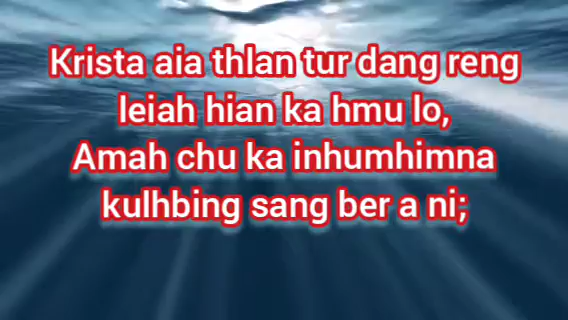 Krista aia thlan tur dang reng
leiah hian ka hmu lo,
Amah chu ka inhumhimna
kulhbing sang ber a ni;